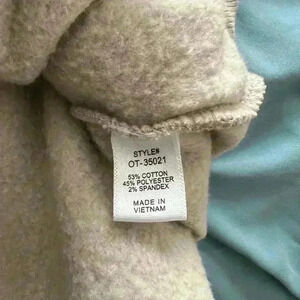 STYLE#
OT-35021
53% COTTON
45% POLYESTER
2% SPANDEX
MADE IN
VIETNAM